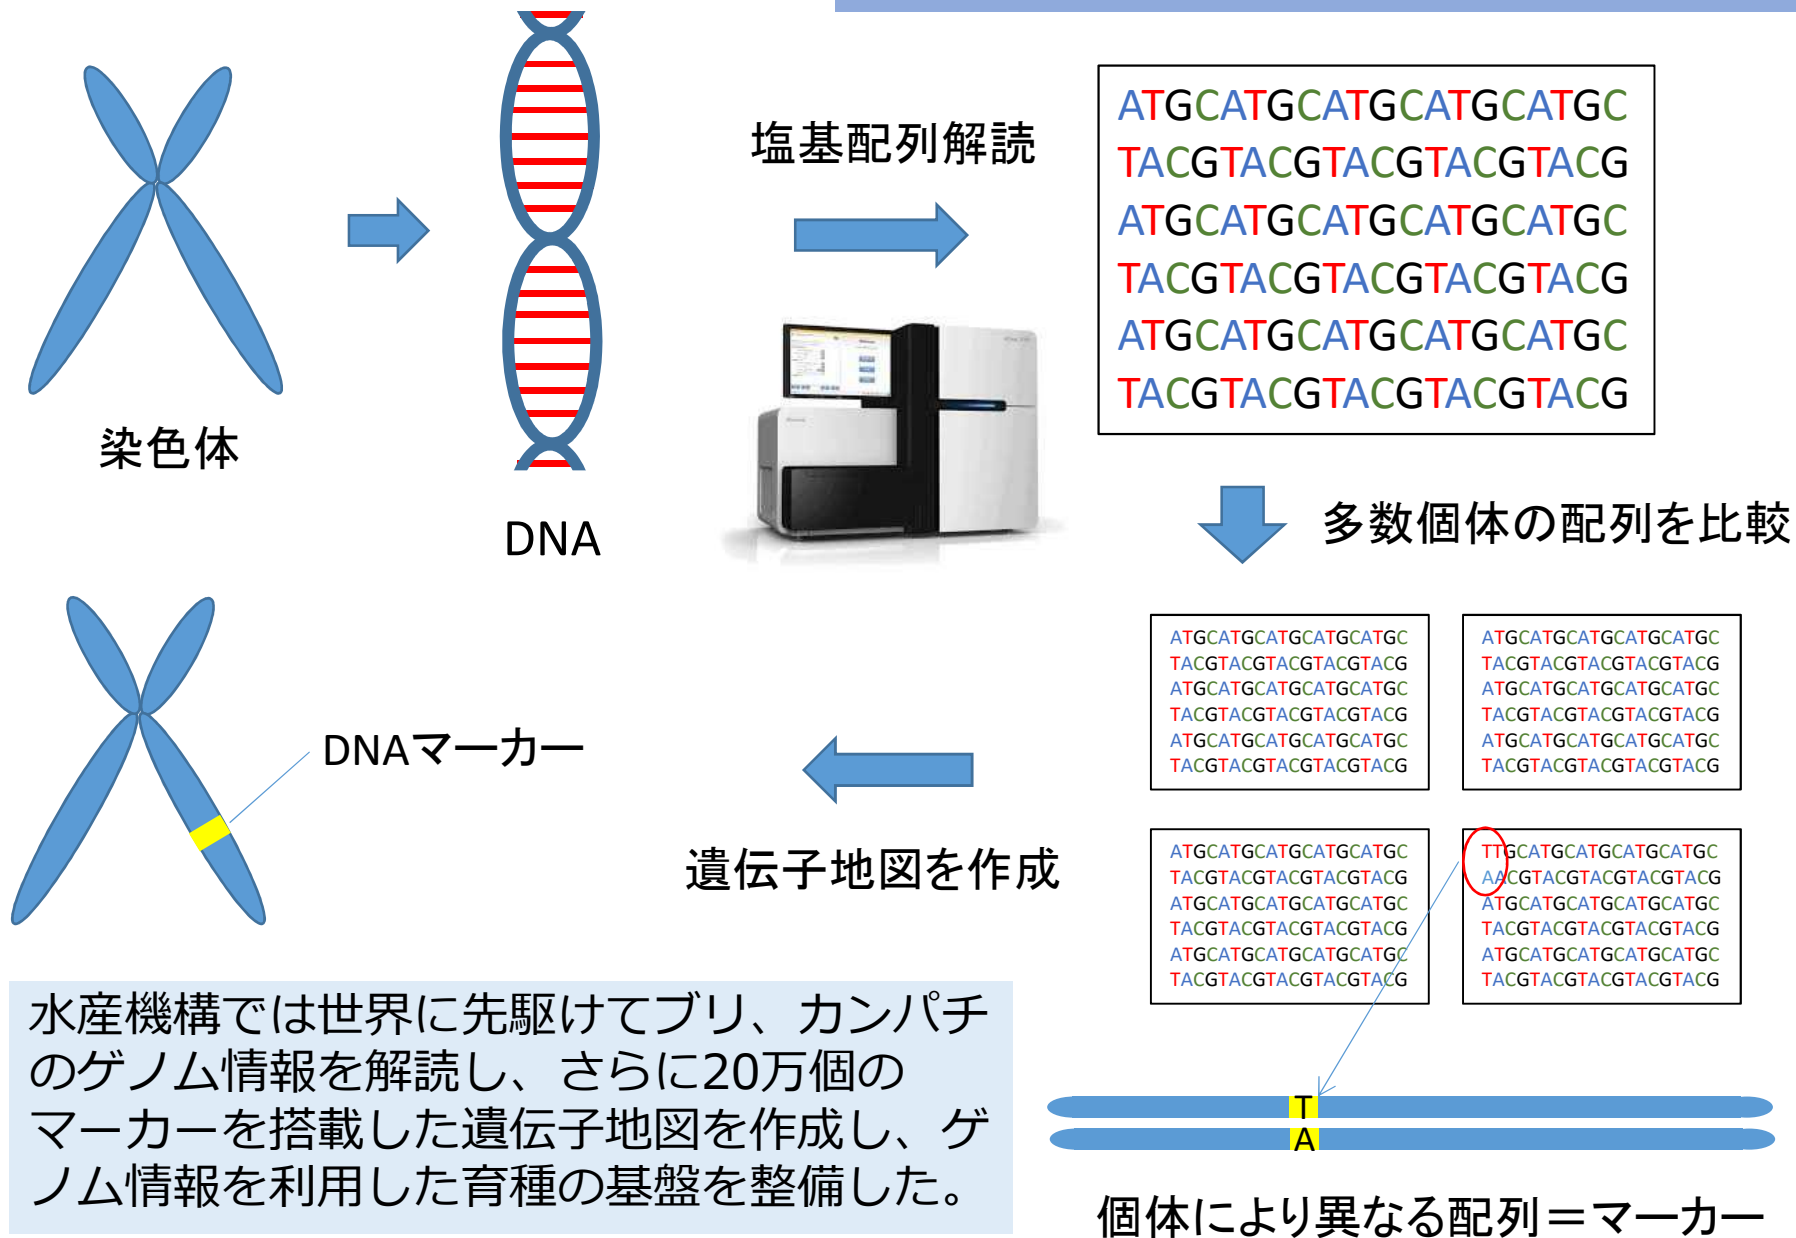 染色体
DNA
塩基配列解読
ATGCATGCATGCATGCATGC
TACGTACGTACGTACGTACG
ATGCATGCATGCATGCATGC
TACGTACGTACGTACGTACG
ATGCATGCATGCATGCATGC
TACGTACGTACGTACGTACG
多数個体の配列を比較
ATGCATGCATGCATGCATGC
TACGTACGTACGTACGTACG
ATGCATGCATGCATGCATGC
TACGTACGTACGTACGTACG
ATGCATGCATGCATGCATGC
TACGTACGTACGTACGTACG
ATGCATGCATGCATGCATGC
TACGTACGTACGTACGTACG
ATGCATGCATGCATGCATGC
TACGTACGTACGTACGTACG
ATGCATGCATGCATGCATGC
TACGTACGTACGTACGTACG
ATGCATGCATGCATGCATGC
TACGTACGTACGTACGTACG
ATGCATGCATGCATGCATGC
TACGTACGTACGTACGTACG
ATGCATGCATGCATGCATGC
TACGTACGTACGTACGTACG
TTGCATGCATGCATGCATGC
AACGTACGTACGTACGTACG
ATGCATGCATGCATGCATGC
TACGTACGTACGTACGTACG
ATGCATGCATGCATGCATGC
TACGTACGTACGTACGTACG
T
A
個体により異なる配列＝マーカー
遺伝子地図を作成
DNAマーカー
水産機構では世界に先駆けてブリ、カンパチ
のゲノム情報を解読し、さらに20万個の
マーカーを搭載した遺伝子地図を作成し、ゲ
ノム情報を利用した育種の基盤を整備した。